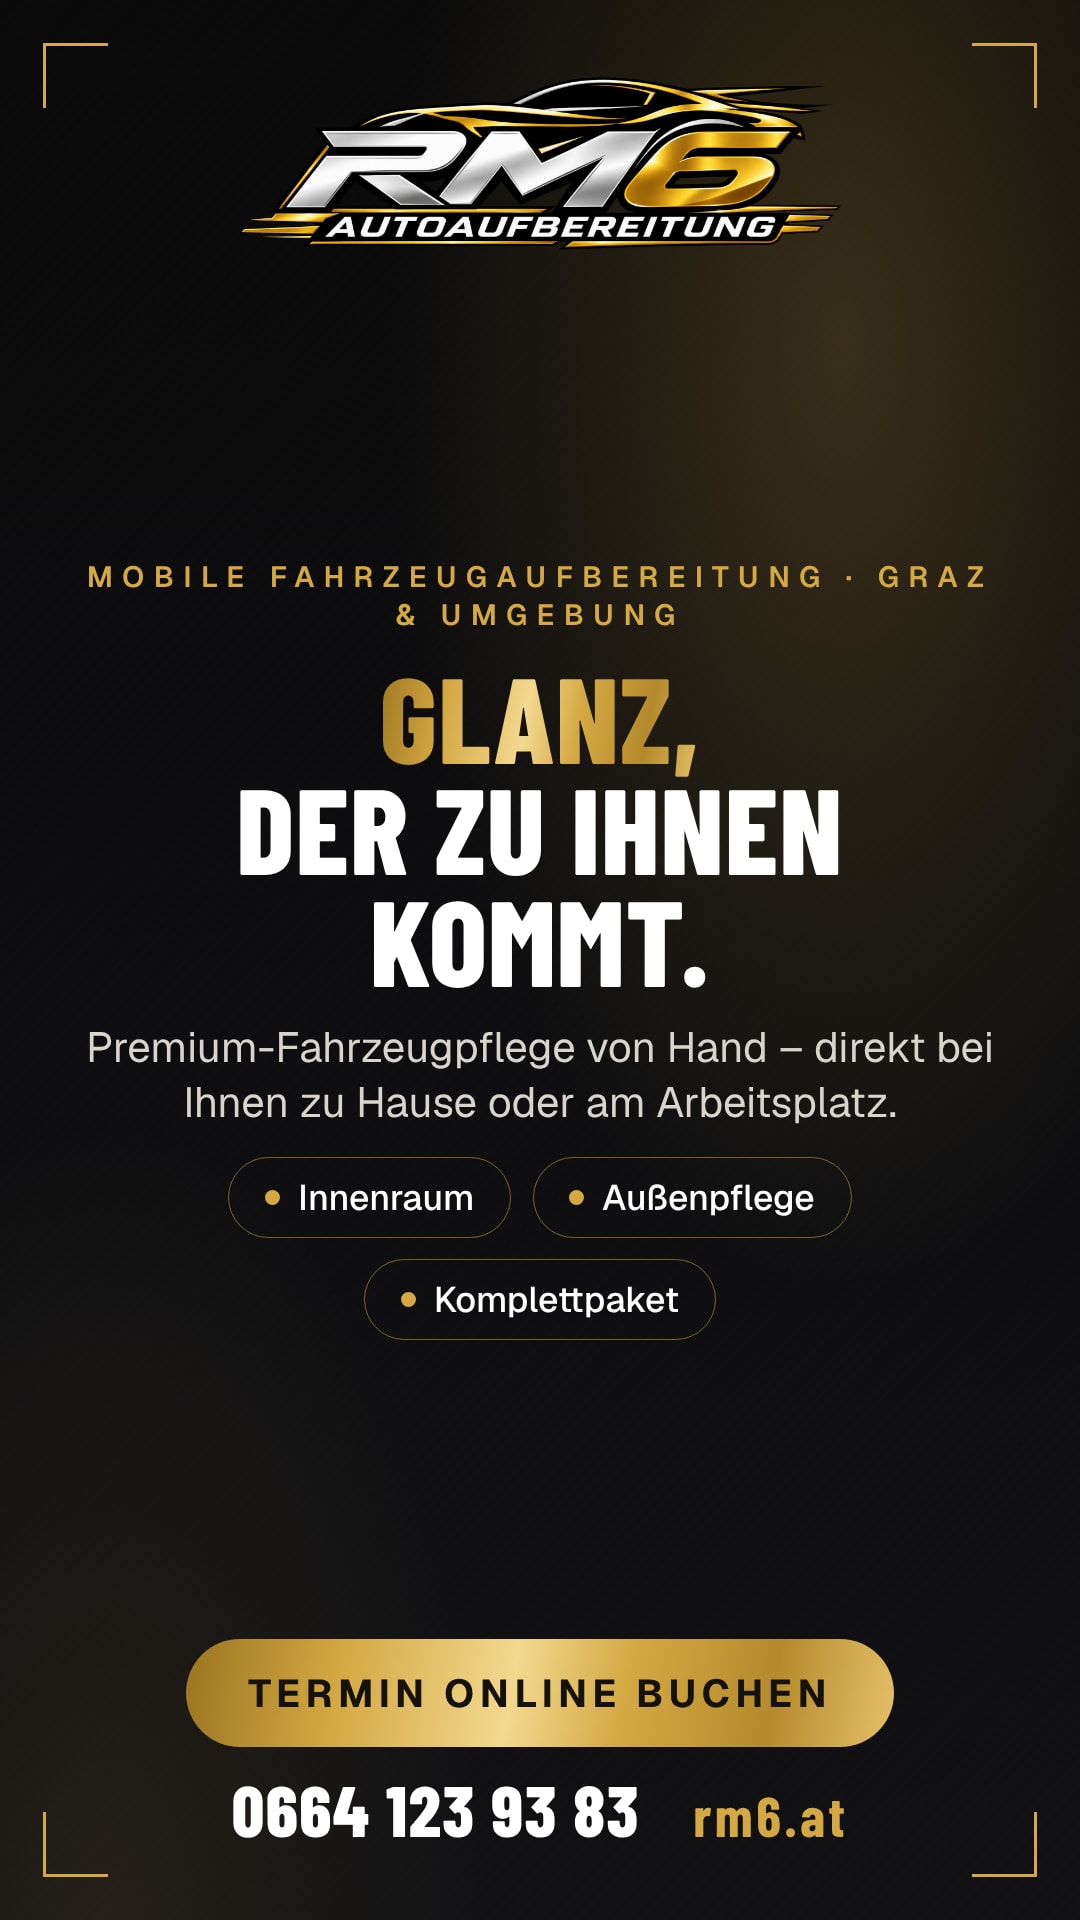 RM6
AUTOAUFBEREITUNG
MOBILE FAHRZEUGAUFBEREITUNG · GRAZ
& UMGEBUNG
GLANZ,
DER ZU IHNEN
KOMMT.
Premium-Fahrzeugpflege von Hand – direkt bei
Ihnen zu Hause oder am Arbeitsplatz.
Innenraum
Außenpflege
Komplettpaket
TERMIN ONLINE BUCHEN
0664 123 93 83 rm6.at